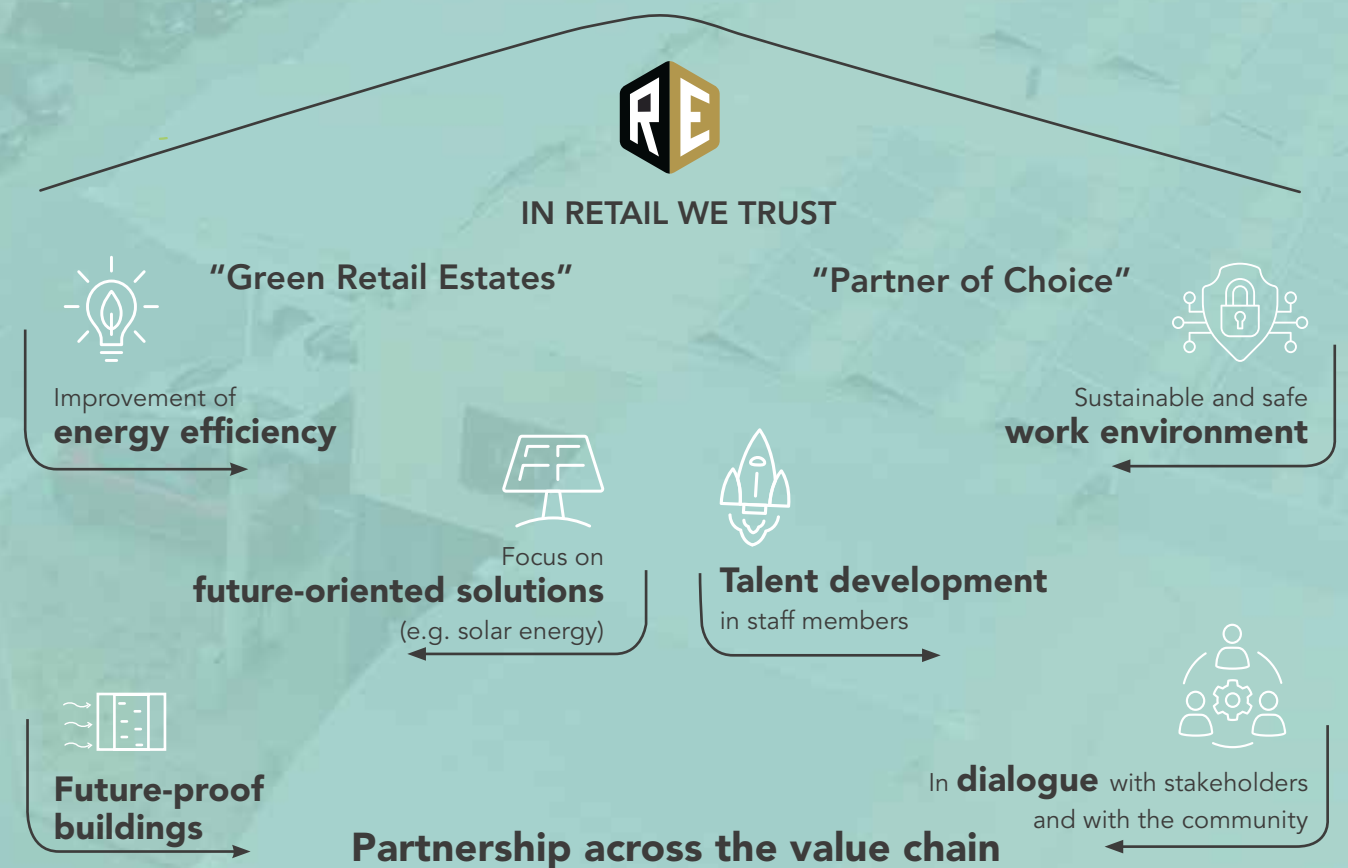 RE
IN RETAIL WE TRUST
“Green Retail Estates”
“Partner of Choice”
Improvement of
energy efficiency
Sustainable and safe
work environment
Focus on
future-oriented solutions
(e.g. solar energy)
Talent development
in staff members
Future-proof
buildings
In dialogue with stakeholders
and with the community
Partnership across the value chain